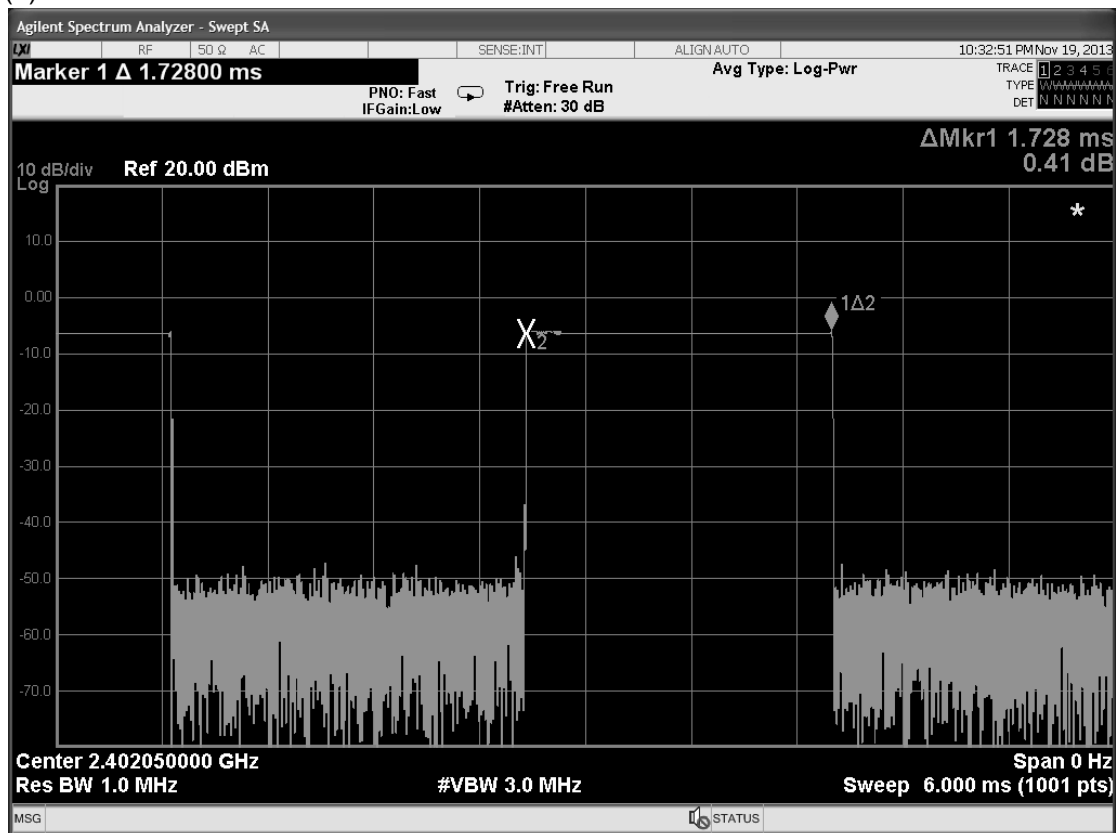 Agilent Spectrum Analyzer - Swept SA
LXI RF 50 Ω AC SENSE:INT ALIGN AUTO 10:32:51 PM Nov 19, 2013
Marker 1 Δ 1.72800 ms
PNO: Fast
IFGain:Low
Trig: Free Run
#Atten: 30 dB
Avg Type: Log-Pwr
TRACE 1 2 3 4 5 6
TYPE
DET N N N N N N
ΔMkr1 1.728 ms
0.41 dB
10 dB/div Ref 20.00 dBm
Log
*
10.0
0.00
1Δ2
X2
-10.0
-20.0
-30.0
-40.0
-50.0
-60.0
-70.0
Center 2.402050000 GHz Span 0 Hz
Res BW 1.0 MHz #VBW 3.0 MHz Sweep 6.000 ms (1001 pts)
MSG STATUS